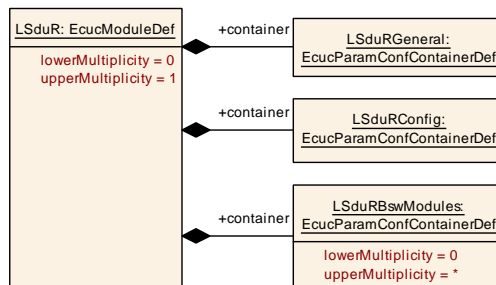 LSduR: EcucModuleDef
lowerMultiplicity = 0
upperMultiplicity = 1
+container
LSduRGeneral:
EcucParamConfContainerDef
+container
LSduRConfig:
EcucParamConfContainerDef
+container
LSduRBswModules:
EcucParamConfContainerDef
lowerMultiplicity = 0
upperMultiplicity = *